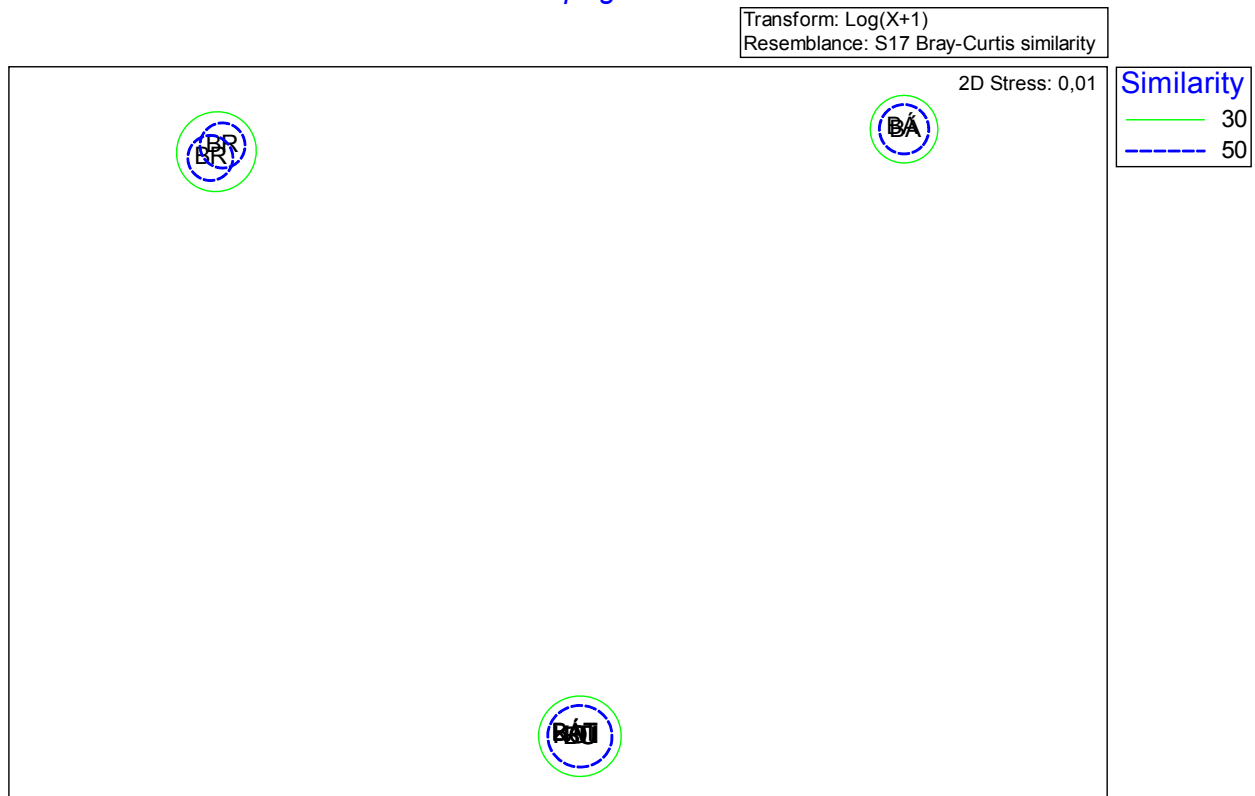 Transform: Log(X+1)
Resemblance: S17 Bray-Curtis similarity
2D Stress: 0,01
Similarity
30
50
BR
BR
BÁ